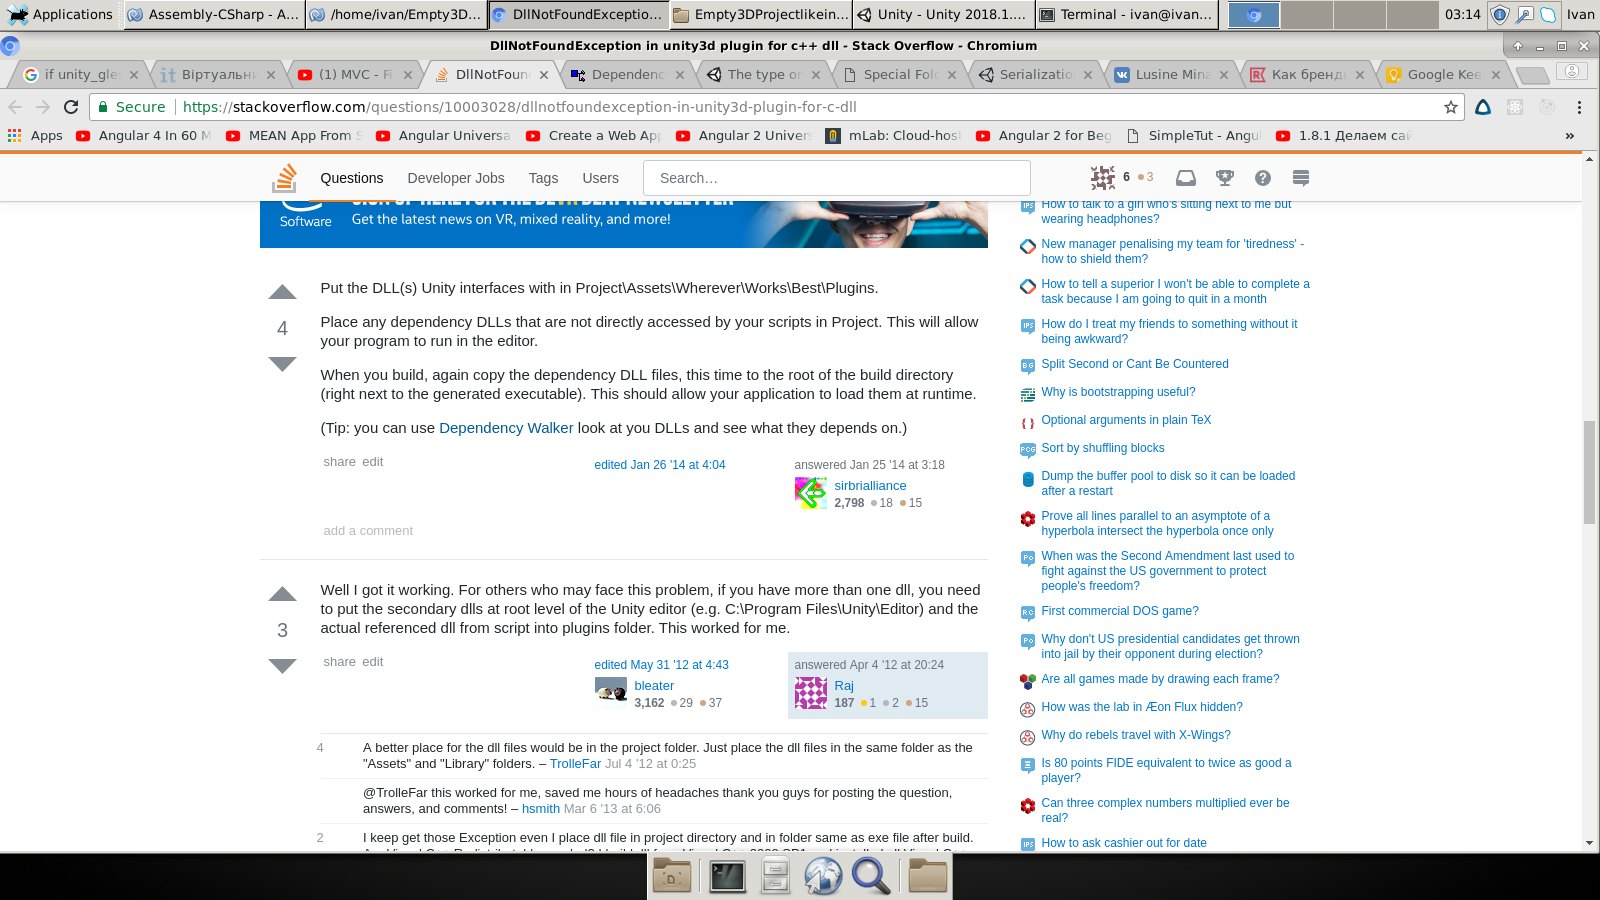 Applications
Assembly-CSharp - A...
/home/ivan/Empty3D...
DllNotFoundExceptio...
Empty3DProjectlikein...
Unity - Unity 2018.1....
Terminal - ivan@ivan...
03:14
Ivan
DllNotFoundException in unity3d plugin for c++ dll - Stack Overflow - Chromium
if unity_gle
Віртуальни
(1) MVC - Fi
DllNotFoun
Dependenc
The type or
Special Fol
Serializatio
Lusine Mina
Как бренди
Google Kee
Secure
https://stackoverflow.com/questions/10003028/dllnotfoundexception-in-unity3d-plugin-for-c-dll
Apps
Angular 4 In 60 M
MEAN App From S
Angular Universa
Create a Web App
Angular 2 Univer
mLab: Cloud-host
Angular 2 for Beg
SimpleTut - Angul
1.8.1 Делаем сай
»
Questions
Developer Jobs
Tags
Users
Search...
6
3
SIGN UP HERE FOR THE DEVR DEAF NEWSLETTER
Software
Get the latest news on VR, mixed reality, and more!
Put the DLL(s) Unity interfaces with in Project\Assets\Wherever\Works\Best\Plugins.
4
Place any dependency DLLs that are not directly accessed by your scripts in Project. This will allow
your program to run in the editor.
When you build, again copy the dependency DLL files, this time to the root of the build directory
(right next to the generated executable). This should allow your application to load them at runtime.
(Tip: you can use Dependency Walker look at you DLLs and see what they depends on.)
share edit
edited Jan 26 '14 at 4:04
answered Jan 25 '14 at 3:18
sirbrialliance
2,798 18 15
add a comment
Well I got it working. For others who may face this problem, if you have more than one dll, you need
to put the secondary dlls at root level of the Unity editor (e.g. C:\Program Files\Unity\Editor) and the
actual referenced dll from script into plugins folder. This worked for me.
3
share edit
edited May 31 '12 at 4:43
bleater
3,162 29 37
answered Apr 4 '12 at 20:24
Raj
187 1 2 15
4
A better place for the dll files would be in the project folder. Just place the dll files in the same folder as the
"Assets" and "Library" folders. – TrolleFar Jul 4 '12 at 0:25
@TrolleFar this worked for me, saved me hours of headaches thank you guys for posting the question,
answers, and comments! – hsmith Mar 6 '13 at 6:06
2
I keep get those Exception even I place dll file in project directory and in folder same as exe file after build.
How to talk to a girl who's sitting next to me but
wearing headphones?
New manager penalising my team for 'tiredness' -
how to shield them?
How to tell a superior I won't be able to complete a
task because I am going to quit in a month
How do I treat my friends to something without it
being awkward?
Split Second or Cant Be Countered
Why is bootstrapping useful?
Optional arguments in plain TeX
Sort by shuffling blocks
Dump the buffer pool to disk so it can be loaded
after a restart
Prove all lines parallel to an asymptote of a
hyperbola intersect the hyperbola once only
When was the Second Amendment last used to
fight against the US government to protect
people's freedom?
First commercial DOS game?
Why don't US presidential candidates get thrown
into jail by their opponent during election?
Are all games made by drawing each frame?
How was the lab in Æon Flux hidden?
Why do rebels travel with X-Wings?
Is 80 points FIDE equivalent to twice as good a
player?
Can three complex numbers multiplied ever be
real?
How to ask cashier out for date